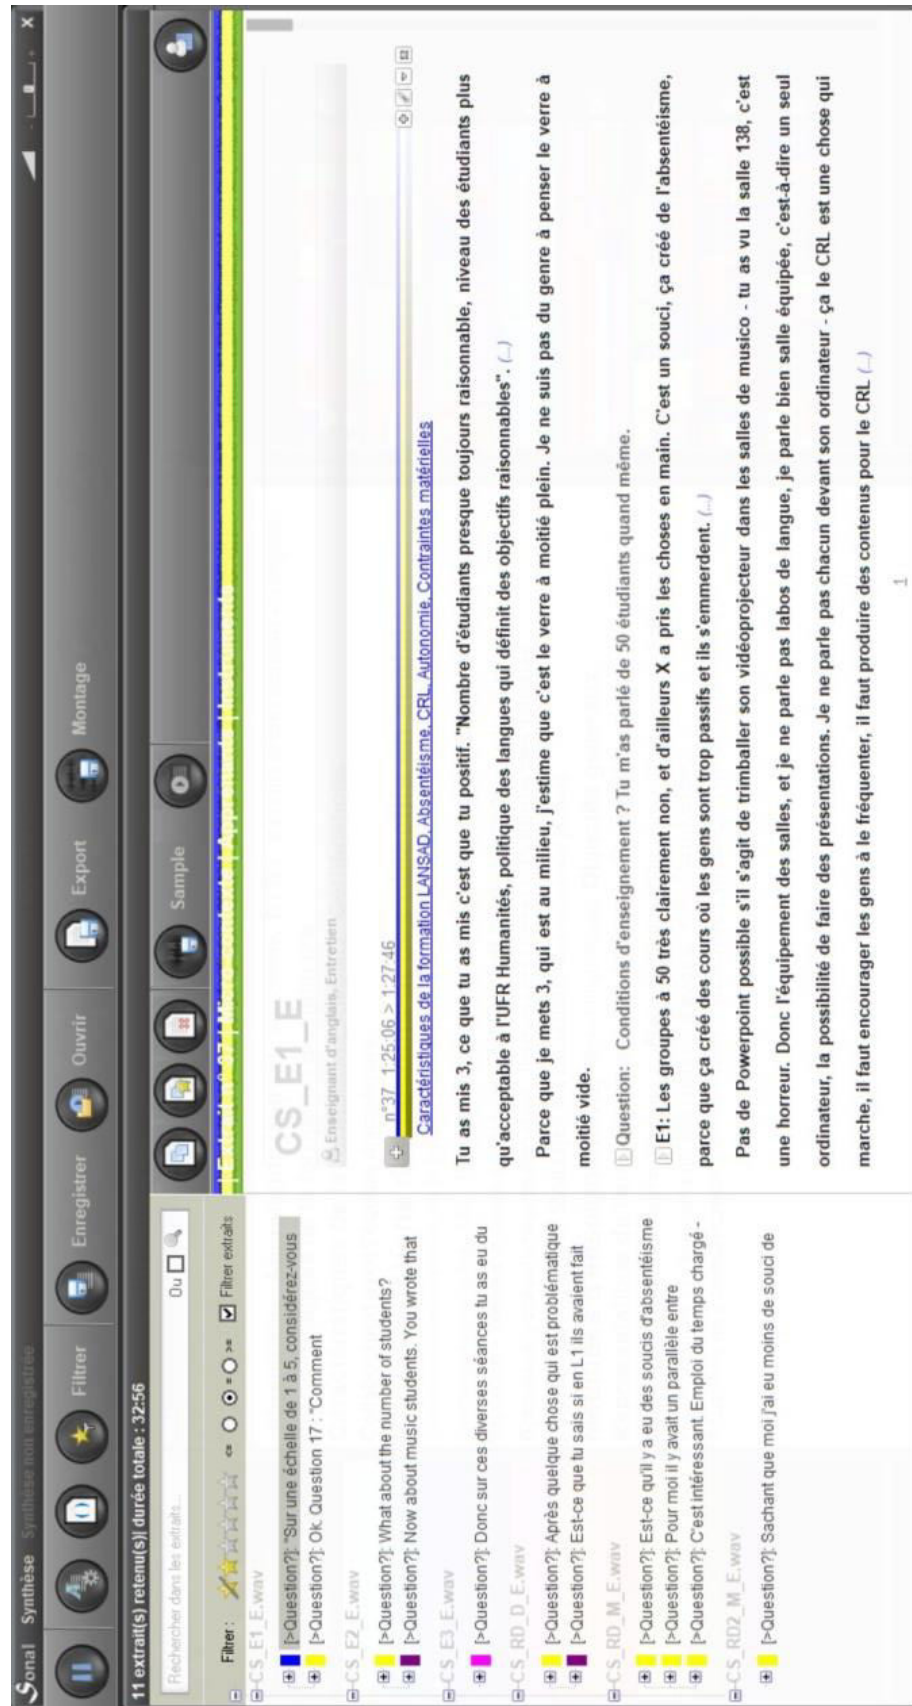 Sonal Synthèse Synthèse non enregistrée
Filtrer Enregistrer Ouvrir Export Montage
11 extrait(s) retenu(s)| durée totale : 32:56
Rechercher dans les extraits...
Ou
Sample
Filtrer :
<= = >= Filtrer extraits
CS_E1_E.wav
[>Question?]: "Sur une échelle de 1 à 5, considérez-vous
[>Question?]: Ok. Question 17 : "Comment
CS_E2_E.wav
[>Question?]: What about the number of students?
[>Question?]: Now about music students. You wrote that
CS_E3_E.wav
[>Question?]: Donc sur ces diverses séances tu as eu du
CS_RD_D_E.wav
[>Question?]: Après quelque chose qui est problématique
[>Question?]: Est-ce que tu sais si en L1 ils avaient fait
CS_RD_M_E.wav
[>Question?]: Est-ce qu'il y a eu des soucis d'absentéisme
[>Question?]: Pour moi il y avait un parallèle entre
[>Question?]: C'est intéressant. Emploi du temps chargé -
CS_RD2_M_E.wav
[>Question?]: Sachant que moi j'ai eu moins de souci de
| Extrait n° 37 | Micro-contexte | Apprenants | Instruments
CS_E1_E
Enseignant d'anglais, Entretien
n°37 1:25:06 > 1:27:46
Caractéristiques de la formation LANSAD, Absentéisme, CRL, Autonomie, Contraintes matérielles
Tu as mis 3, ce que tu as mis c'est que tu positif. "Nombre d'étudiants presque toujours raisonnable, niveau des étudiants plus
qu'acceptable à l'UFR Humanités, politique des langues qui définit des objectifs raisonnables". (...)
Parce que je mets 3, qui est au milieu, j'estime que c'est le verre à moitié plein. Je ne suis pas du genre à penser le verre à
moitié vide.
Question: Conditions d'enseignement ? Tu m'as parlé de 50 étudiants quand même.
E1: Les groupes à 50 très clairement non, et d'ailleurs X a pris les choses en main. C'est un souci, ça créé de l'absentéisme,
parce que ça créé des cours où les gens sont trop passifs et ils s'emmerdent. (...)
Pas de Powerpoint possible s'il s'agit de trimballer son vidéoprojecteur dans les salles de musico - tu as vu la salle 138, c'est
une horreur. Donc l'équipement des salles, et je ne parle pas labos de langue, je parle bien salle équipée, c'est-à-dire un seul
ordinateur, la possibilité de faire des présentations. Je ne parle pas chacun devant son ordinateur - ça le CRL est une chose qui
marche, il faut encourager les gens à le fréquenter, il faut produire des contenus pour le CRL (...)
1